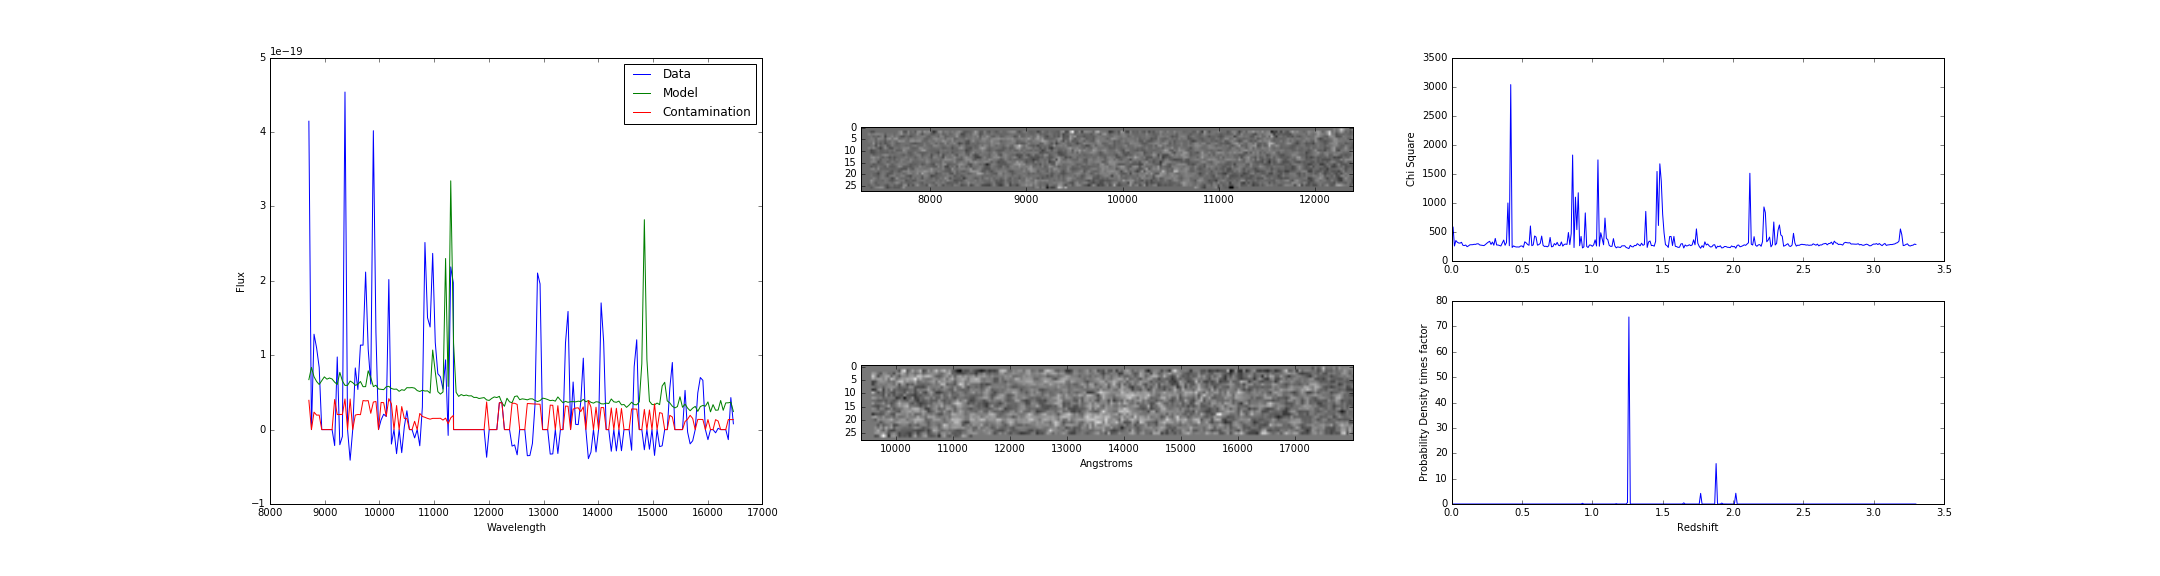 1e−19
5
4
3
2
1
0
−1
8000 9000 10000 11000 12000 13000 14000 15000 16000 17000
Wavelength
Flux
Data
Model
Contamination
0
5
10
15
20
25
8000 9000 10000 11000 12000
0
5
10
15
20
25
10000 11000 12000 13000 14000 15000 16000 17000
Angstroms
3500
3000
2500
2000
1500
1000
500
0
0.0 0.5 1.0 1.5 2.0 2.5 3.0 3.5
Chi Square
80
70
60
50
40
30
20
10
0
0.0 0.5 1.0 1.5 2.0 2.5 3.0 3.5
Redshift
Probability Density times factor